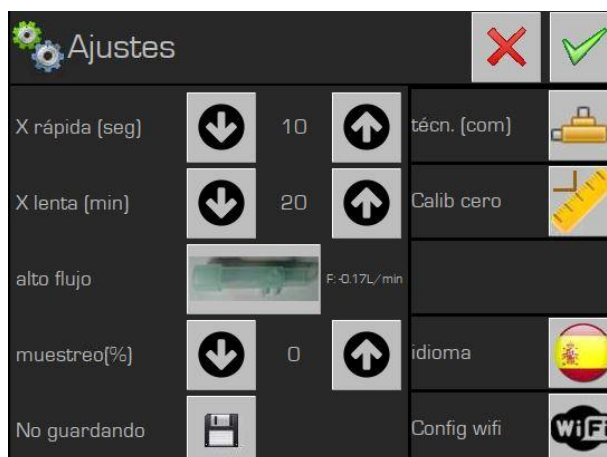 Ajustes
X rápida (seg)
10
técn. (com)
X lenta (min)
20
Calib cero
alto flujo
F:-0.17L/min
muestreo(%)
0
idioma
No guardando
Config wifi
WiFi